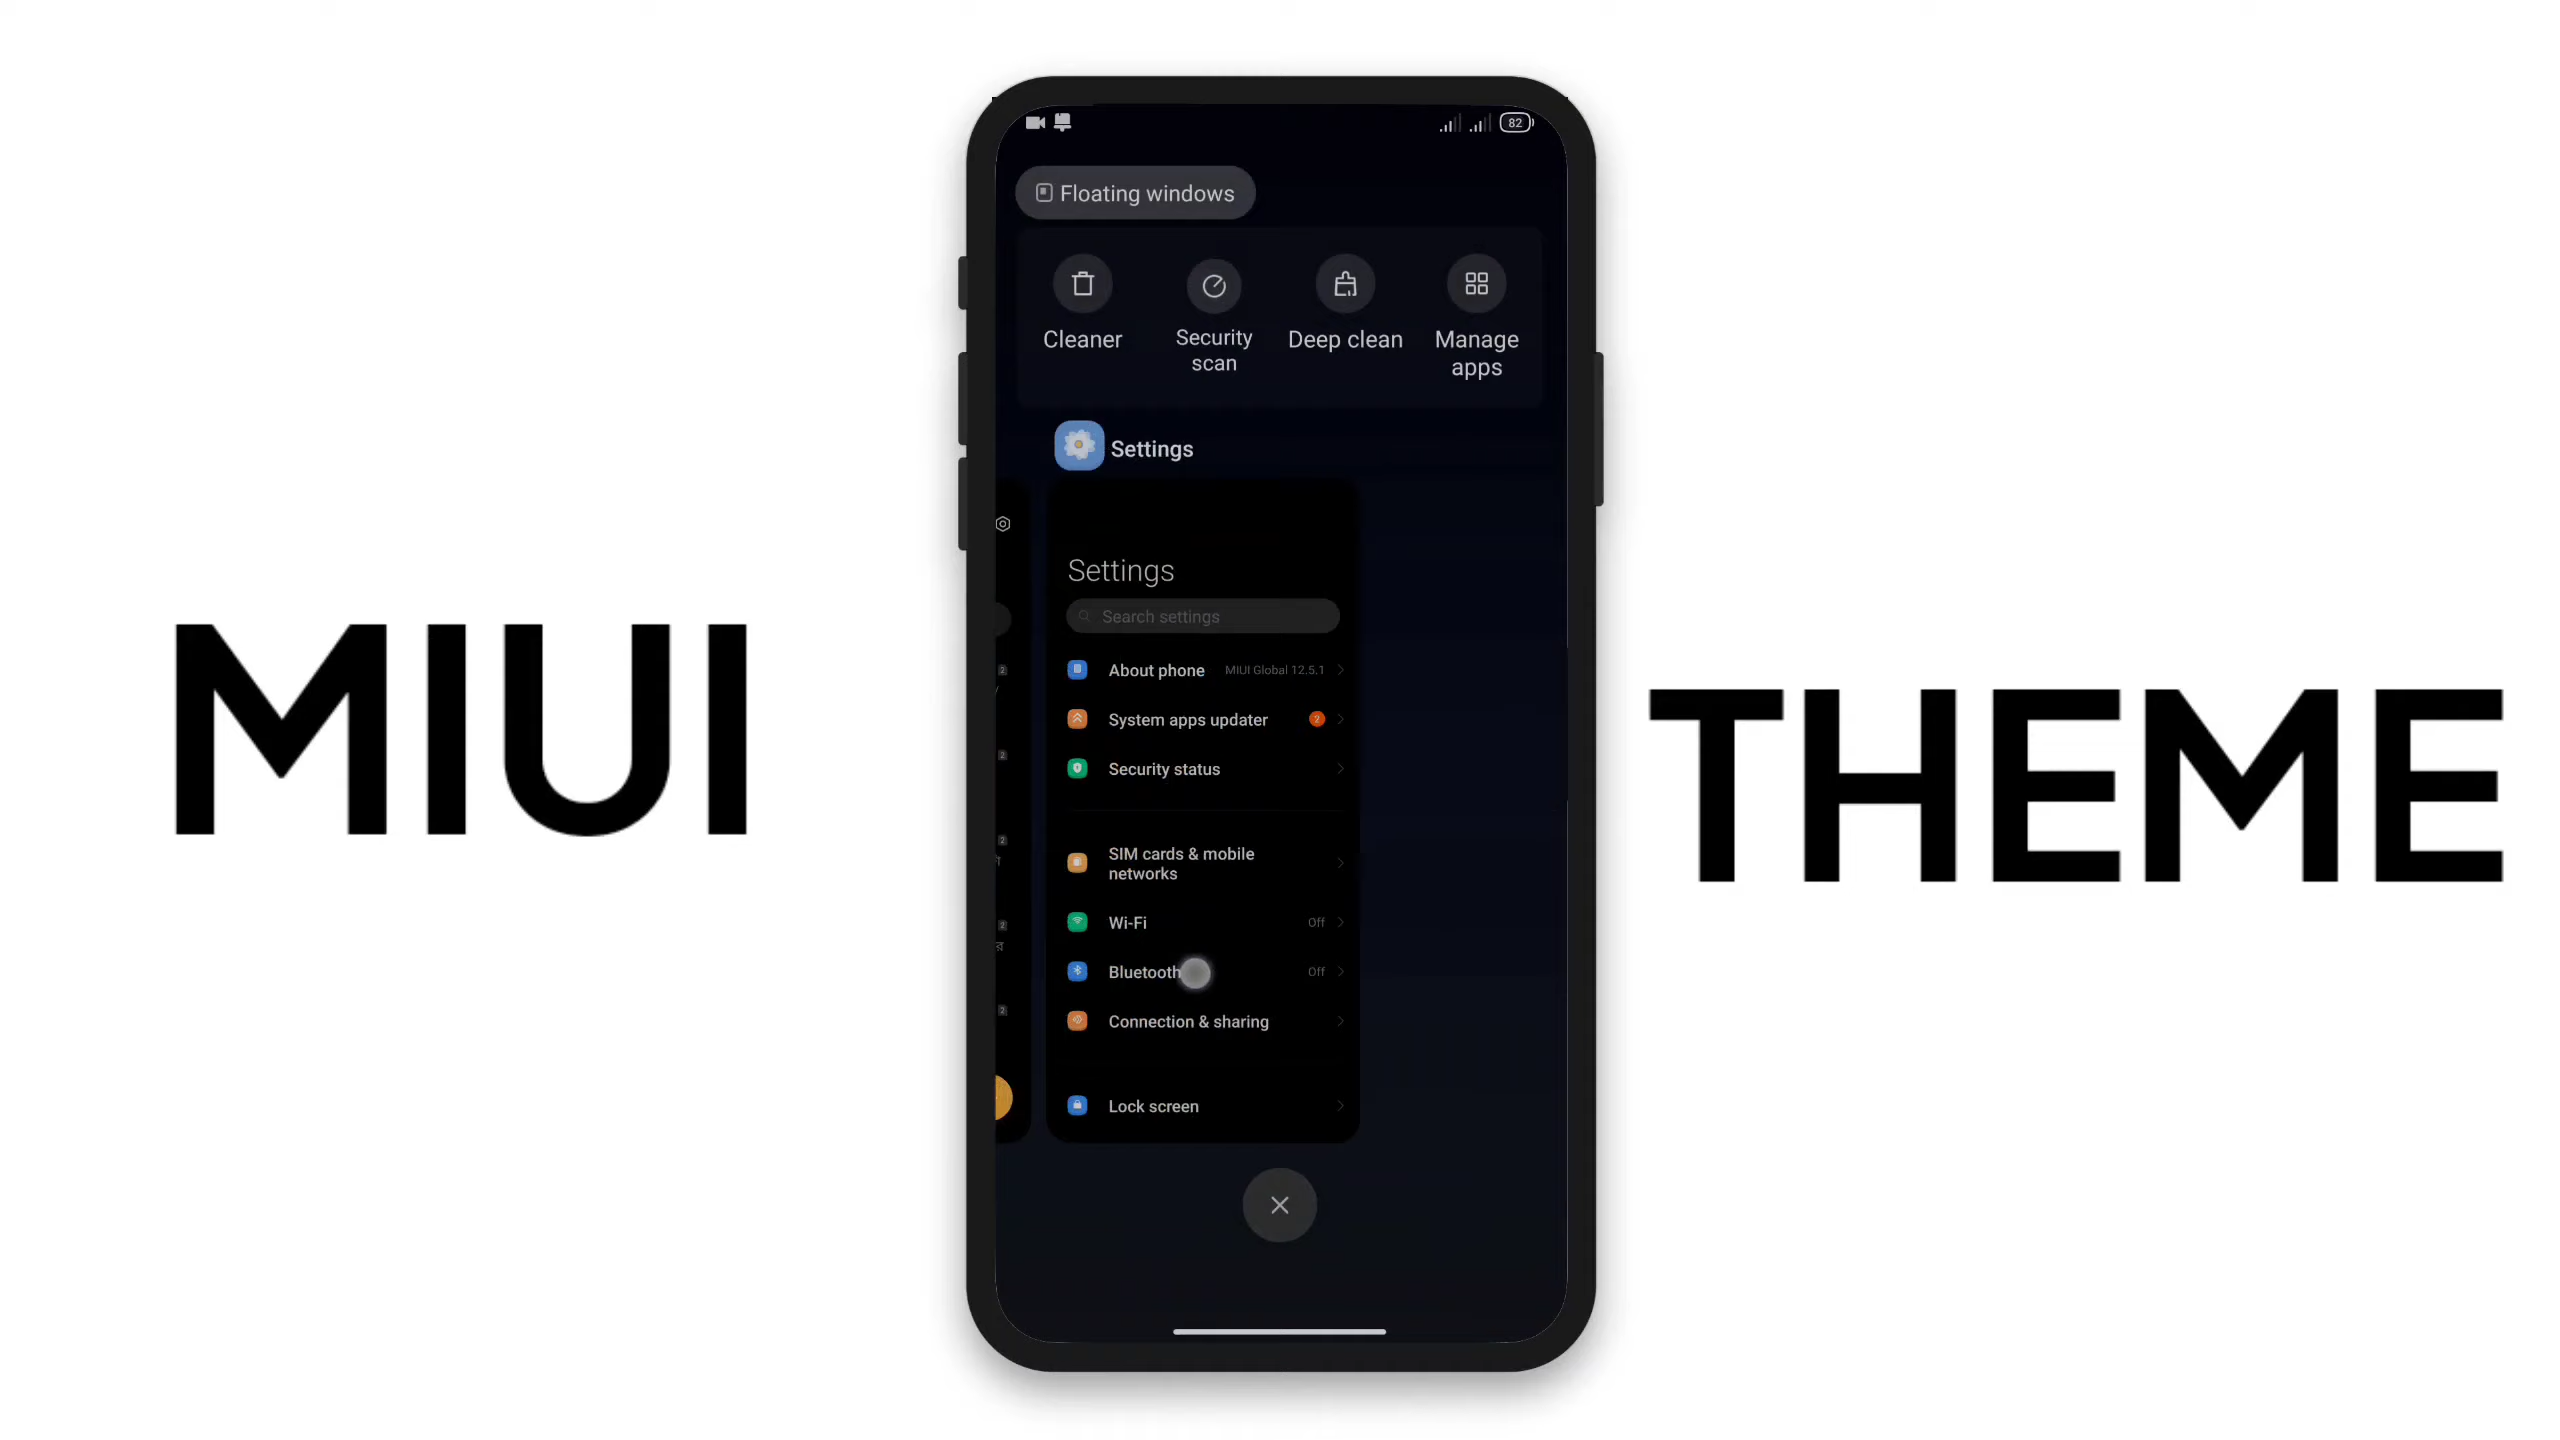 82
Floating windows
Cleaner
Security
scan
Deep clean
Manage
apps
Settings
Settings
Search settings
About phone MIUI Global 12.5.1
System apps updater 2
Security status
SIM cards & mobile
networks
Wi-Fi Off
Bluetooth Off
Connection & sharing
Lock screen
MIUI
THEME